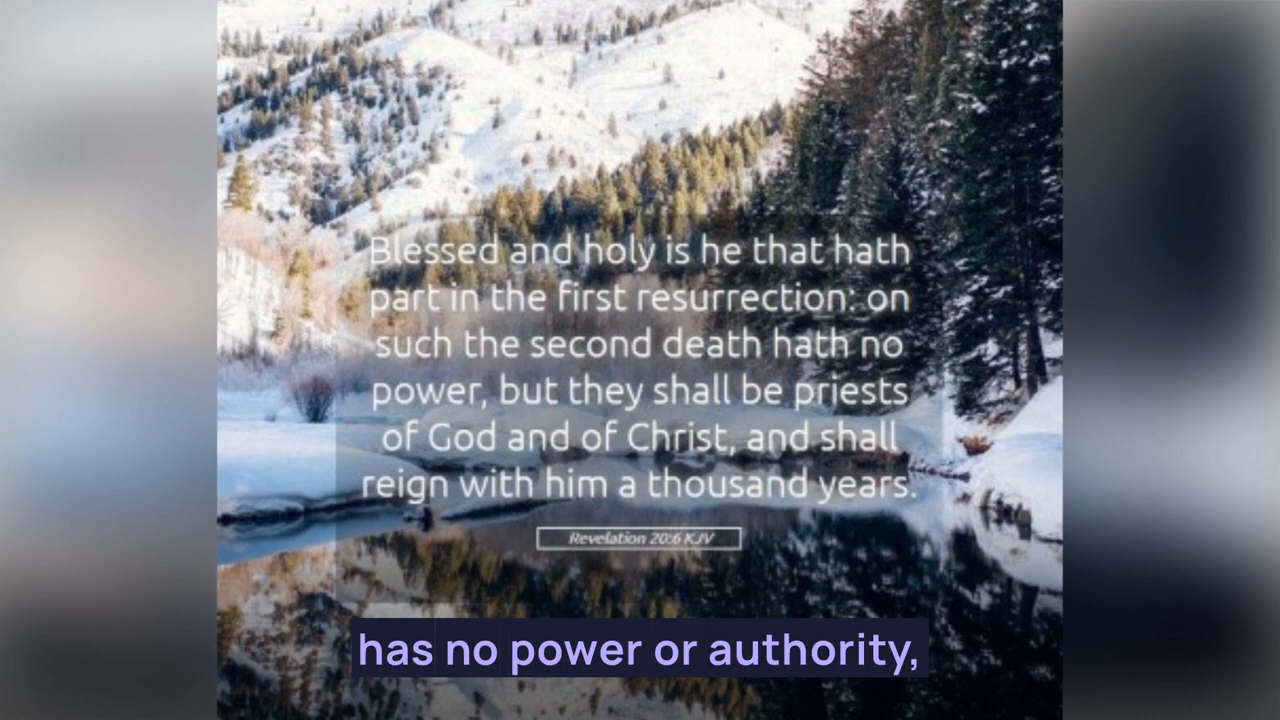 Blessed and holy is he that hath
part in the first resurrection: on
such the second death hath no
power, but they shall be priests
of God and of Christ, and shall
reign with him a thousand years.
Revelation 20:6 KJV
has no power or authority,